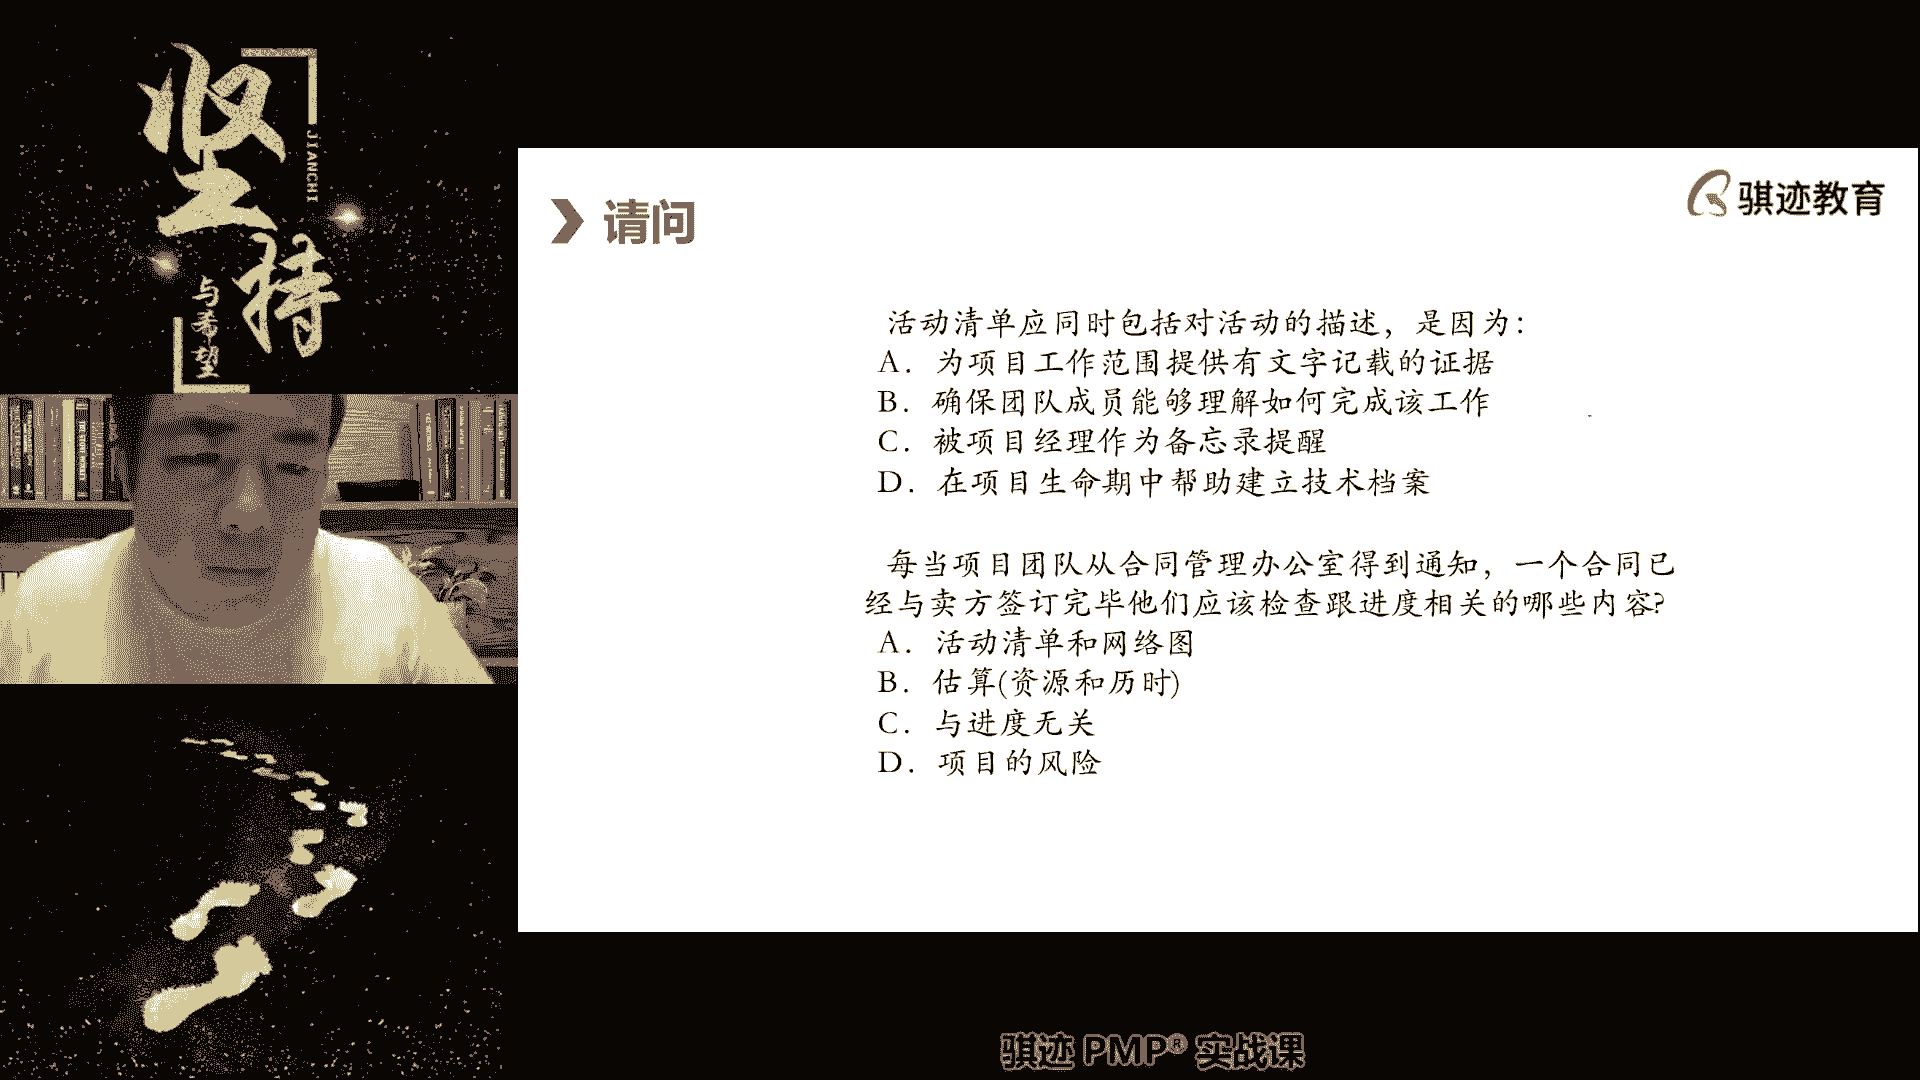 坚持
JIANCHI
与希望
骐迹教育
请问
活动清单应同时包括对活动的描述，是因为：
A．为项目工作范围提供有文字记载的证据
B．确保团队成员能够理解如何完成该工作
C．被项目经理作为备忘录提醒
D．在项目生命期中帮助建立技术档案
每当项目团队从合同管理办公室得到通知，一个合同已
经与卖方签订完毕他们应该检查跟进度相关的哪些内容?
A．活动清单和网络图
B．估算(资源和历时)
C．与进度无关
D．项目的风险
骐迹 PMP® 实战课